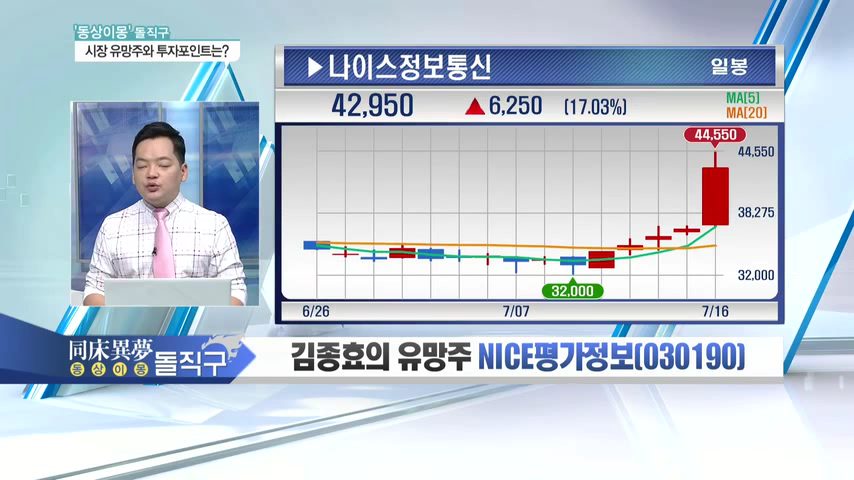 '동상이몽' 돌직구
시장 유망주와 투자포인트는?
▶나이스정보통신 일봉
42,950 ▲6,250 (17.03%)
MA[5]
MA[20]
44,550
44,550
38,275
32,000
32,000
6/26 7/07 7/16
同床異夢
동상이몽
돌직구
김종효의 유망주 NICE평가정보(030190)